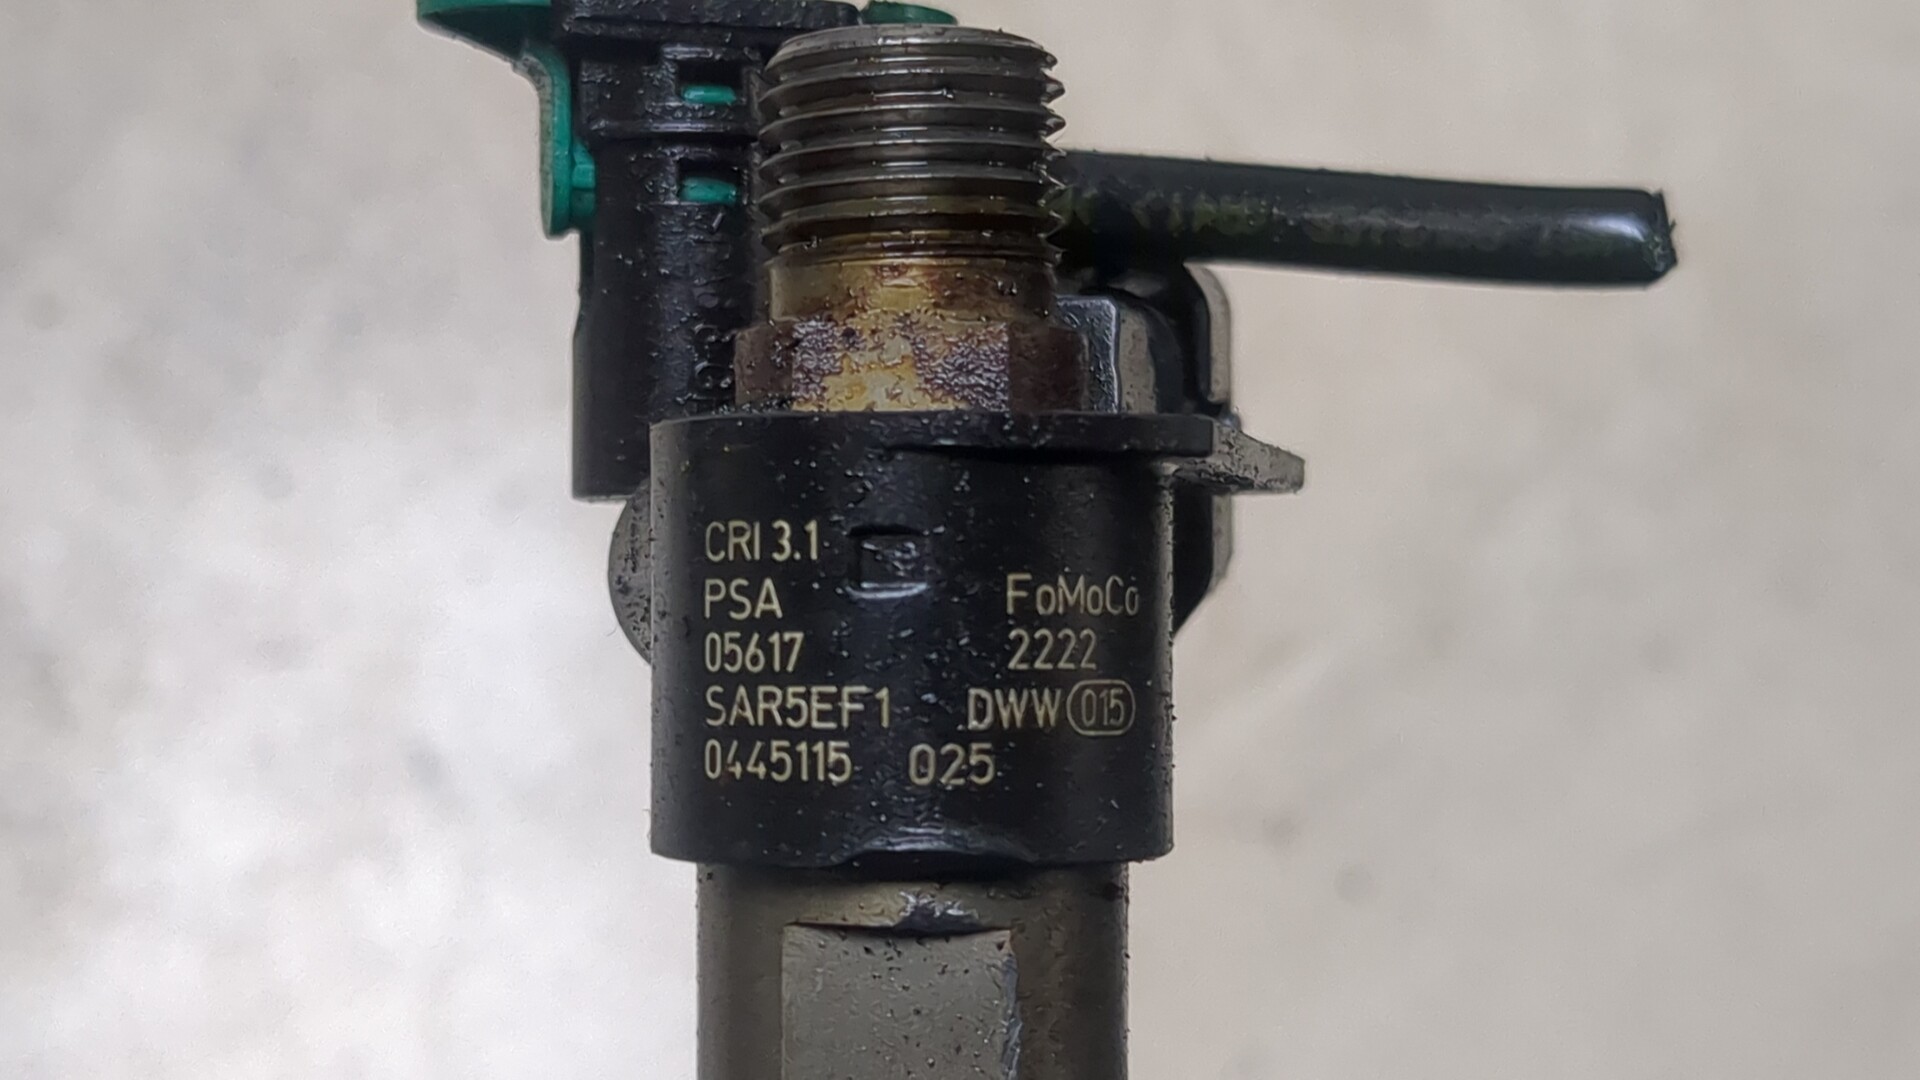 CRI 3.1
PSA FoMoCo
05617 2222
SAR5EF1 DWW 015
0445115 025